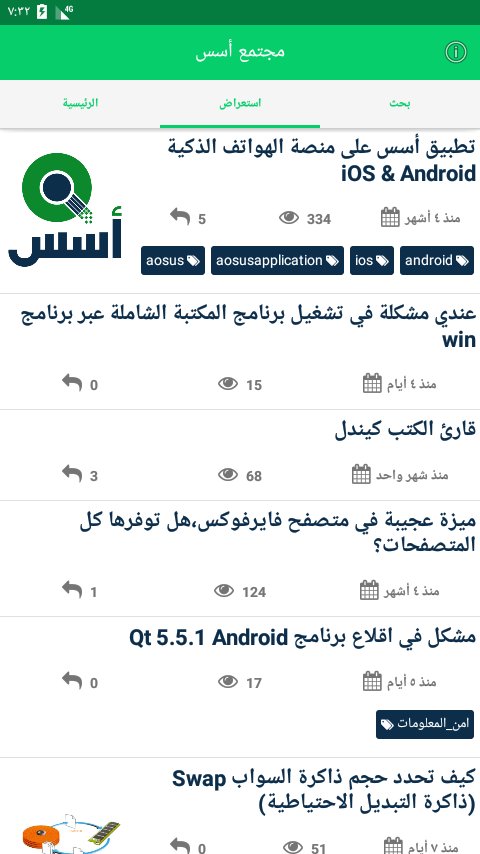 ٧:٣٢
4G
مجتمع أسس
بحث
استعراض
الرئيسية
تطبيق أسس على منصة الهواتف الذكية
iOS & Android
منذ ٤ أشهر
334
5
android
ios
aosusapplication
aosus
أسس
عندي مشكلة في تشغيل برنامج المكتبة الشاملة عبر برنامج
win
منذ ٤ أيام
15
0
قارئ الكتب كيندل
منذ شهر واحد
68
3
ميزة عجيبة في متصفح فايرفوكس،هل توفرها كل
المتصفحات؟
منذ ٤ أشهر
124
1
مشكل في اقلاع برنامج Qt 5.5.1 Android
منذ ٥ أيام
17
0
امن_المعلومات
كيف تحدد حجم ذاكرة السواب Swap
(ذاكرة التبديل الاحتياطية)
منذ ٧ أيام
51
0